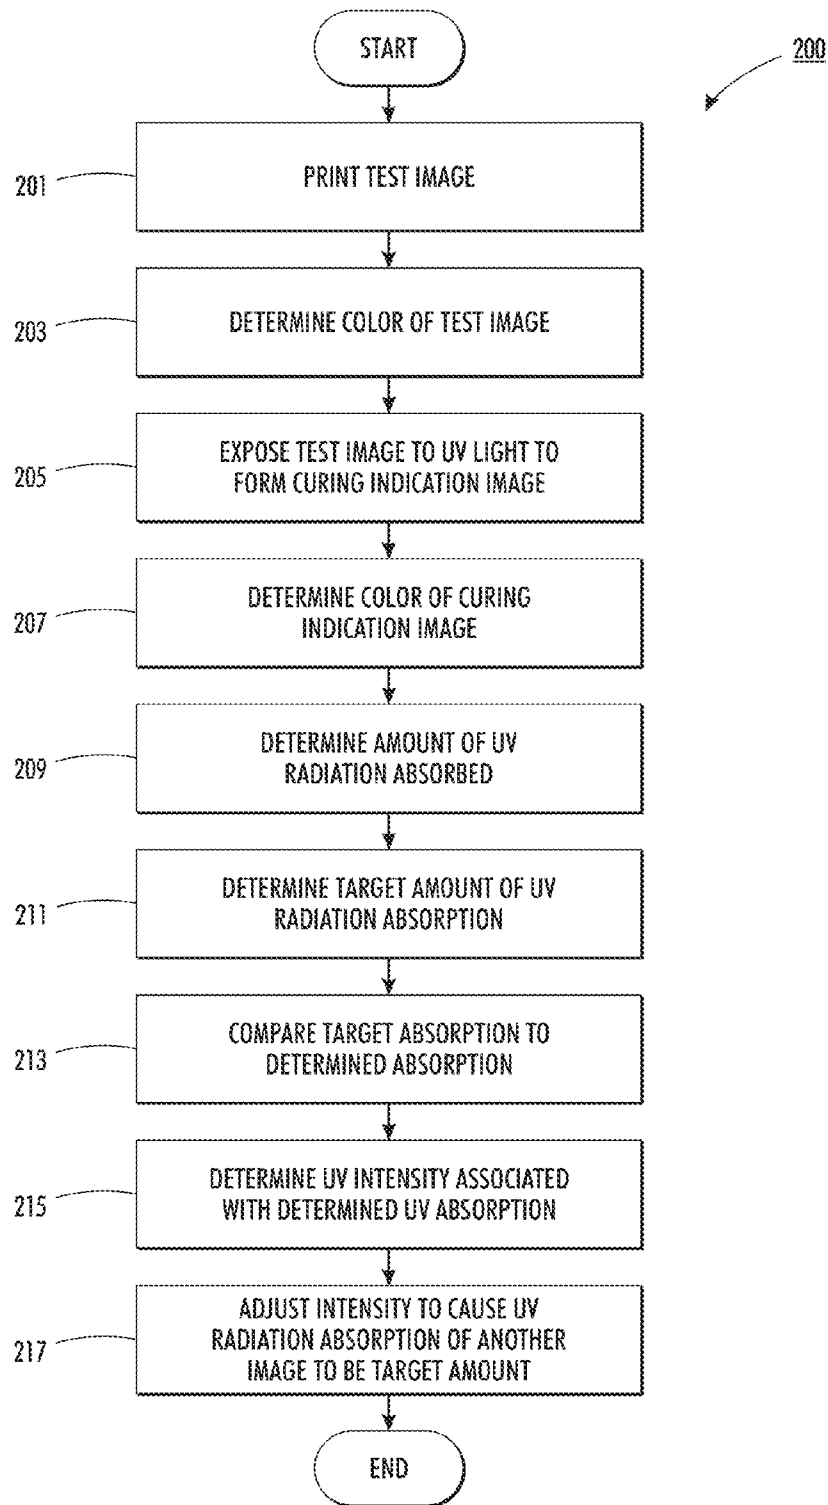 START
200
201
PRINT TEST IMAGE
203
DETERMINE COLOR OF TEST IMAGE
205
EXPOSE TEST IMAGE TO UV LIGHT TO
FORM CURING INDICATION IMAGE
207
DETERMINE COLOR OF CURING
INDICATION IMAGE
209
DETERMINE AMOUNT OF UV
RADIATION ABSORBED
211
DETERMINE TARGET AMOUNT OF UV
RADIATION ABSORPTION
213
COMPARE TARGET ABSORPTION TO
DETERMINED ABSORPTION
215
DETERMINE UV INTENSITY ASSOCIATED
WITH DETERMINED UV ABSORPTION
217
ADJUST INTENSITY TO CAUSE UV
RADIATION ABSORPTION OF ANOTHER
IMAGE TO BE TARGET AMOUNT
END